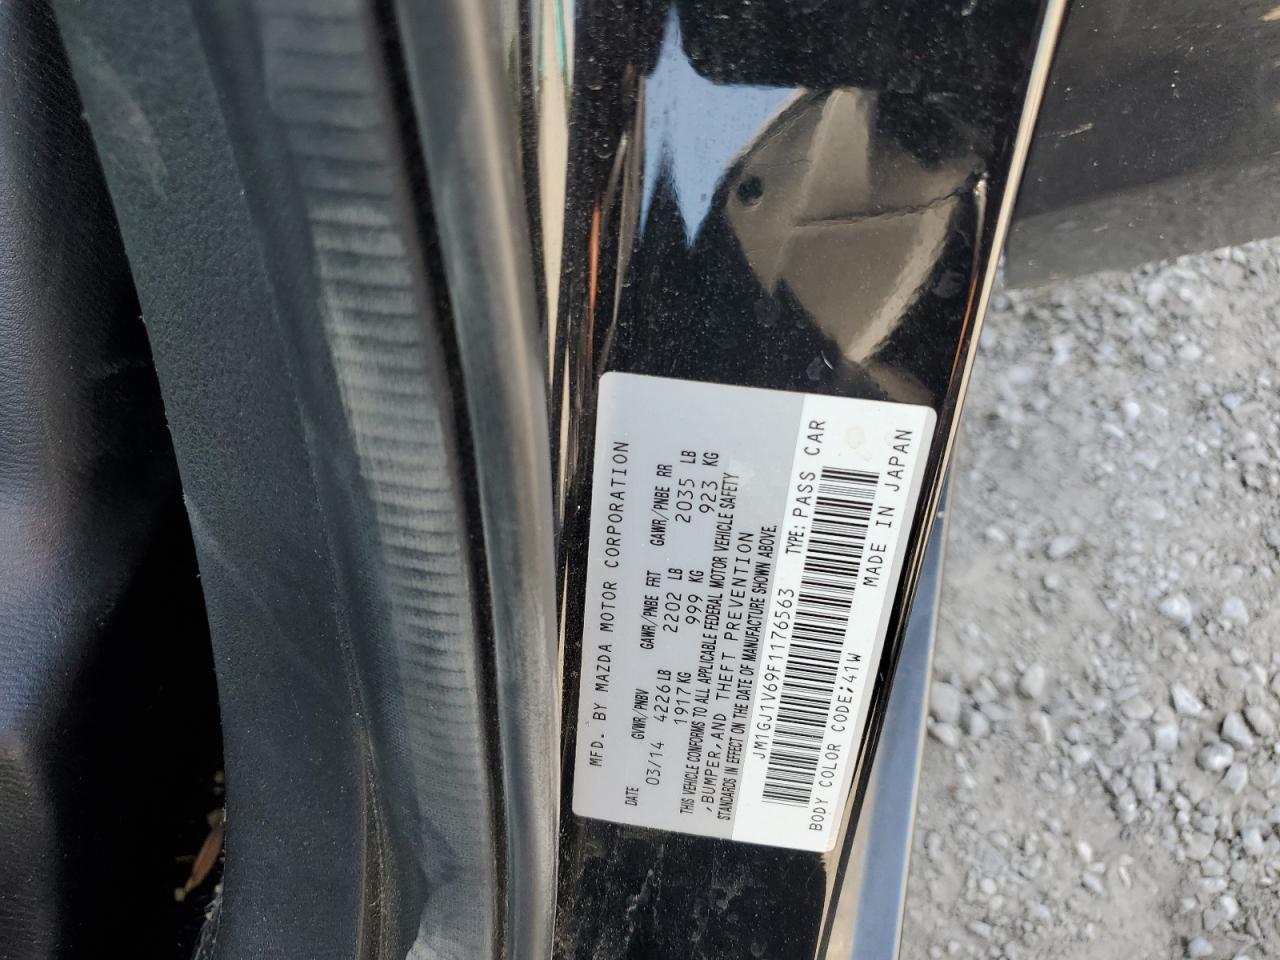 MFD. BY MAZDA MOTOR CORPORATION
DATE GVWR/PNBV GAWR/PNBE FRT GAWR/PNBE RR
03/14 4226 LB 2202 LB 2035 LB
1917 KG 999 KG 923 KG
THIS VEHICLE CONFORMS TO ALL APPLICABLE FEDERAL MOTOR VEHICLE SAFETY
,BUMPER, AND THEFT PREVENTION
STANDARDS IN EFFECT ON THE DATE OF MANUFACTURE SHOWN ABOVE.
JM1GJ1V69F1176563 TYPE: PASS CAR
BODY COLOR CODE;41W MADE IN JAPAN